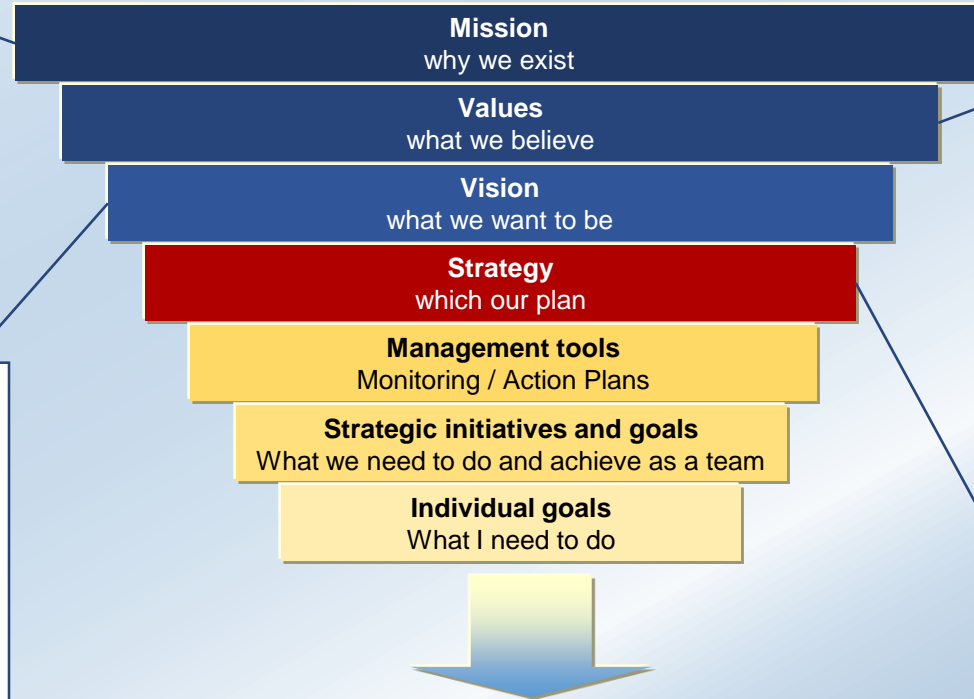 Mission
why we exist
Values
what we believe
Vision
what we want to be
Strategy
which our plan
Management tools
Monitoring / Action Plans
Strategic initiatives and goals
What we need to do and achieve as a team
Individual goals
What I need to do